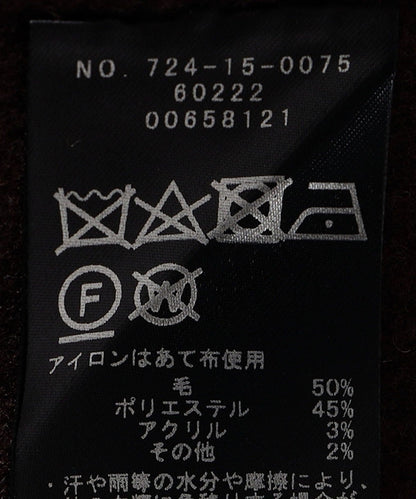 NO. 724-15-0075
60222
00658121
F W
アイロンはあて布使用
毛 50%
ポリエステル 45%
アクリル 3%
その他 2%
・汗や雨等の水分や摩擦により、